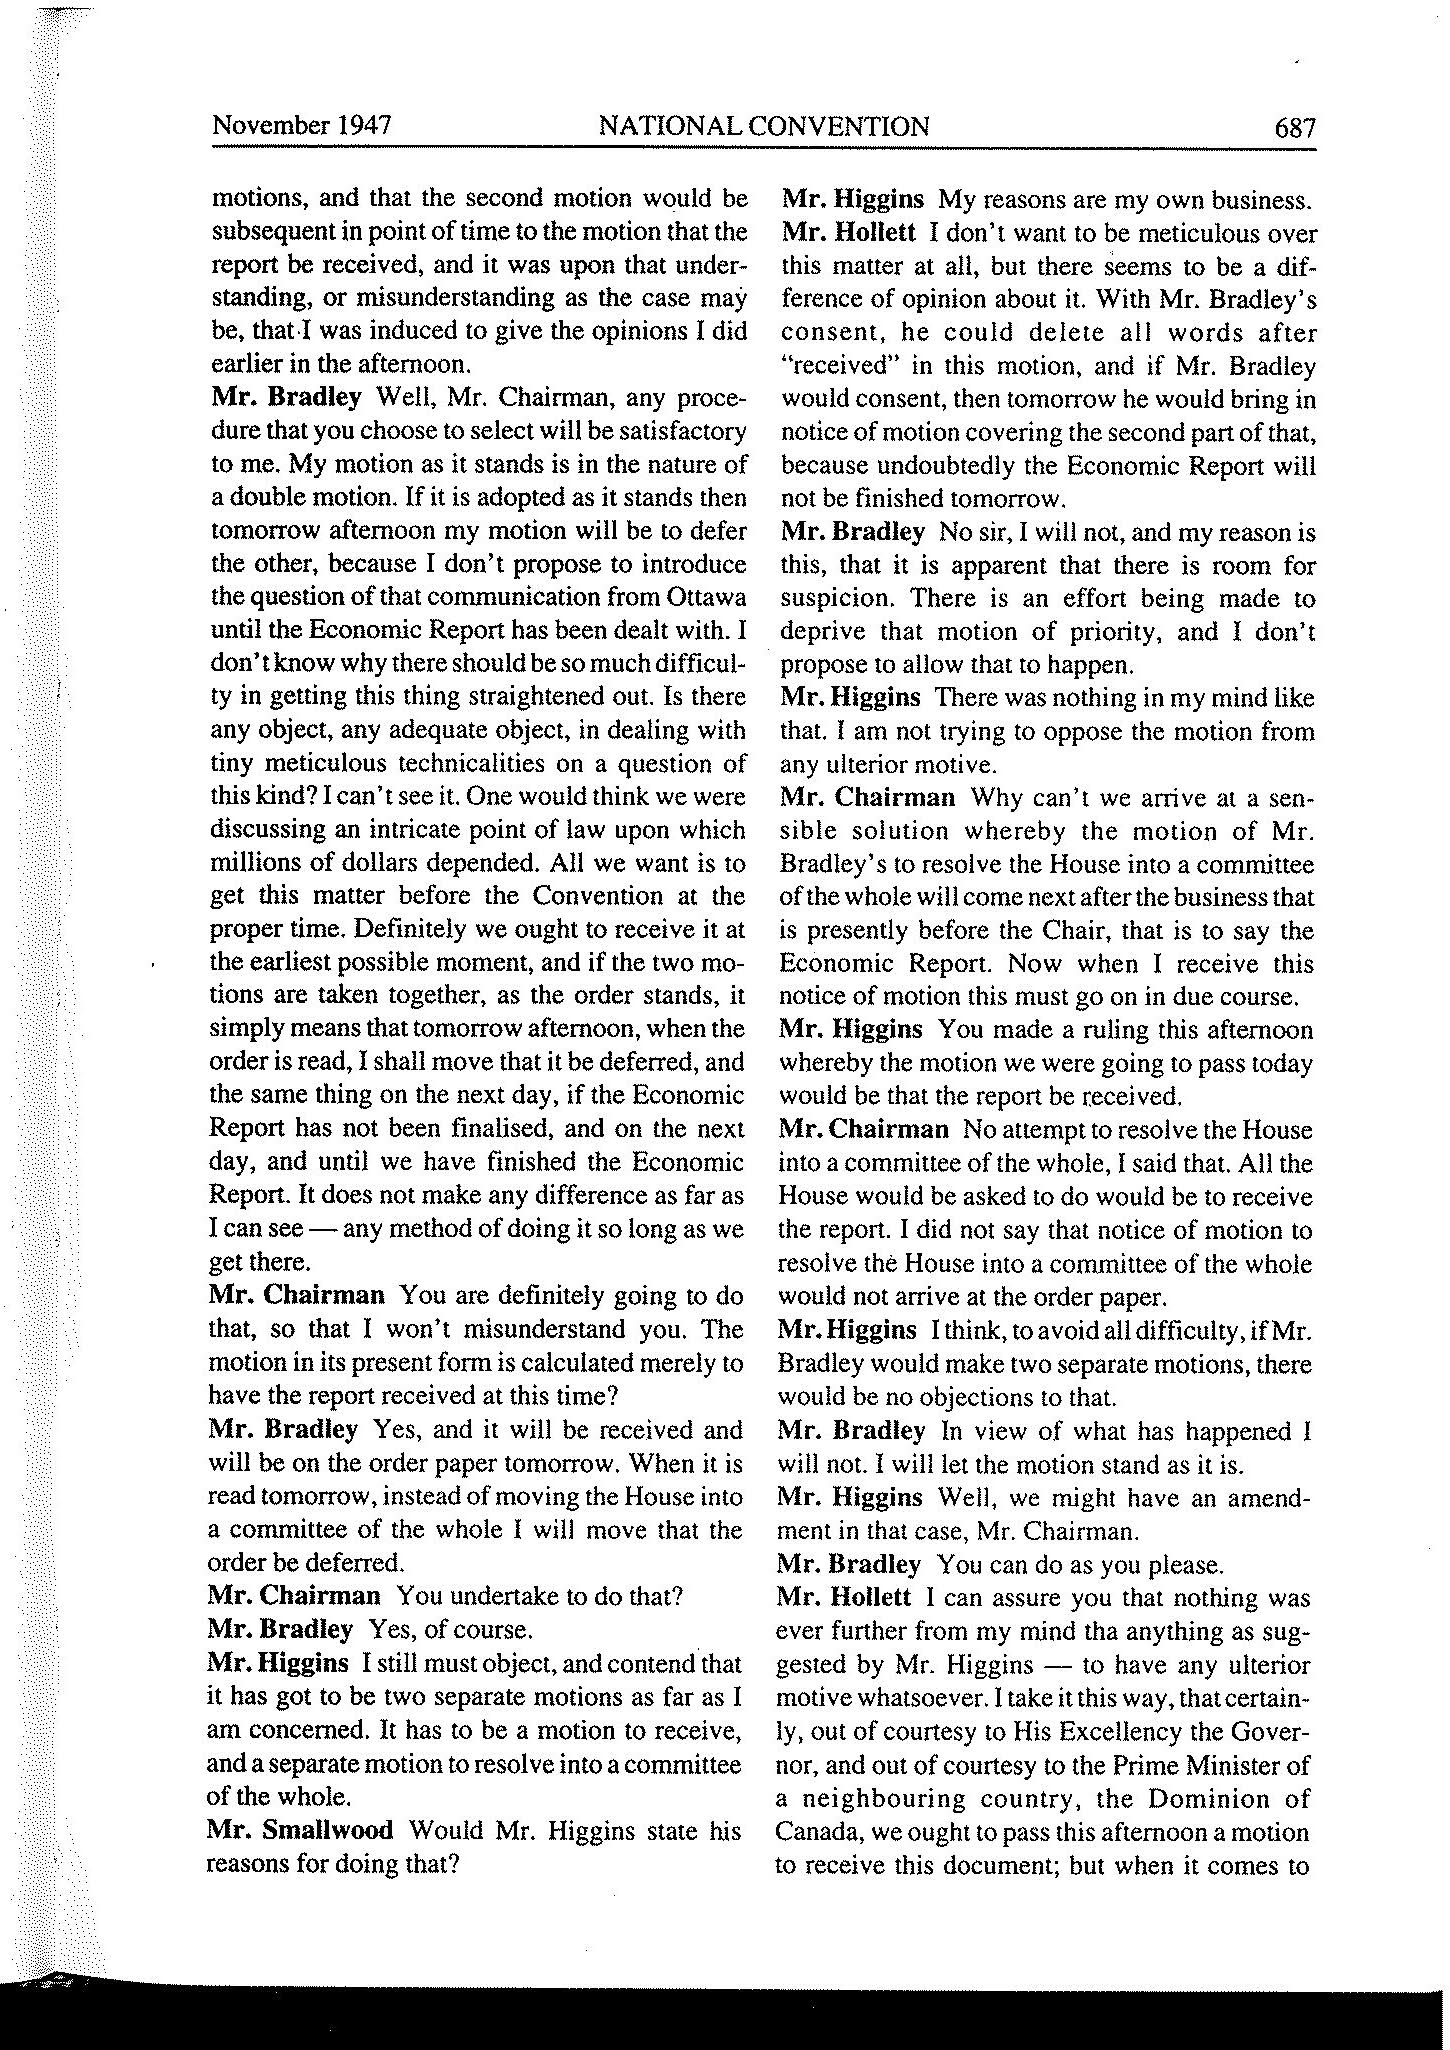 November 1947 NATIONAL CONVENTION 687
motions, and that the second motion would be
subsequent in point of time to the motion that the
report be received, and it was upon that under-
standing, or misunderstanding as the case may
be, that I was induced to give the opinions I did
earlier in the afternoon.
Mr. Bradley Well, Mr. Chairman, any proce-
dure that you choose to select will be satisfactory
to me. My motion as it stands is in the nature of
a double motion. If it is adopted as it stands then
tomorrow afternoon my motion will be to defer
the other, because I don't propose to introduce
the question of that communication from Ottawa
until the Economic Report has been dealt with. I
don't know why there should be so much difficul-
ty in getting this thing straightened out. Is there
any object, any adequate object, in dealing with
tiny meticulous technicalities on a question of
this kind? I can't see it. One would think we were
discussing an intricate point of law upon which
millions of dollars depended. All we want is to
get this matter before the Convention at the
proper time. Definitely we ought to receive it at
the earliest possible moment, and if the two mo-
tions are taken together, as the order stands, it
simply means that tomorrow afternoon, when the
order is read, I shall move that it be deferred, and
the same thing on the next day, if the Economic
Report has not been finalised, and on the next
day, and until we have finished the Economic
Report. It does not make any difference as far as
I can see — any method of doing it so long as we
get there.
Mr. Chairman You are definitely going to do
that, so that I won't misunderstand you. The
motion in its present form is calculated merely to
have the report received at this time?
Mr. Bradley Yes, and it will be received and
will be on the order paper tomorrow. When it is
read tomorrow, instead of moving the House into
a committee of the whole I will move that the
order be deferred.
Mr. Chairman You undertake to do that?
Mr. Bradley Yes, of course.
Mr. Higgins I still must object, and contend that
it has got to be two separate motions as far as I
am concerned. It has to be a motion to receive,
and a separate motion to resolve into a committee
of the whole.
Mr. Smallwood Would Mr. Higgins state his
reasons for doing that?
Mr. Higgins My reasons are my own business.
Mr. Hollett I don't want to be meticulous over
this matter at all, but there seems to be a dif-
ference of opinion about it. With Mr. Bradley's
consent, he could delete all words after
"received" in this motion, and if Mr. Bradley
would consent, then tomorrow he would bring in
notice of motion covering the second part of that,
because undoubtedly the Economic Report will
not be finished tomorrow.
Mr. Bradley No sir, I will not, and my reason is
this, that it is apparent that there is room for
suspicion. There is an effort being made to
deprive that motion of priority, and I don't
propose to allow that to happen.
Mr. Higgins There was nothing in my mind like
that. I am not trying to oppose the motion from
any ulterior motive.
Mr. Chairman Why can't we arrive at a sen-
sible solution whereby the motion of Mr.
Bradley's to resolve the House into a committee
of the whole will come next after the business that
is presently before the Chair, that is to say the
Economic Report. Now when I receive this
notice of motion this must go on in due course.
Mr. Higgins You made a ruling this afternoon
whereby the motion we were going to pass today
would be that the report be received.
Mr. Chairman No attempt to resolve the House
into a committee of the whole, I said that. All the
House would be asked to do would be to receive
the report. I did not say that notice of motion to
resolve the House into a committee of the whole
would not arrive at the order paper.
Mr. Higgins I think, to avoid all difficulty, if Mr.
Bradley would make two separate motions, there
would be no objections to that.
Mr. Bradley In view of what has happened I
will not. I will let the motion stand as it is.
Mr. Higgins Well, we might have an amend-
ment in that case, Mr. Chairman.
Mr. Bradley You can do as you please.
Mr. Hollett I can assure you that nothing was
ever further from my mind tha anything as sug-
gested by Mr. Higgins — to have any ulterior
motive whatsoever. I take it this way, that certain-
ly, out of courtesy to His Excellency the Gover-
nor, and out of courtesy to the Prime Minister of
a neighbouring country, the Dominion of
Canada, we ought to pass this afternoon a motion
to receive this document; but when it comes to